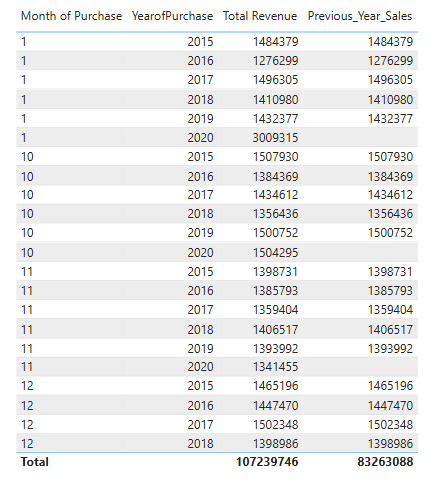 Month of Purchase YearofPurchase Total Revenue Previous_Year_Sales
1 2015 1484379 1484379
1 2016 1276299 1276299
1 2017 1496305 1496305
1 2018 1410980 1410980
1 2019 1432377 1432377
1 2020 3009315
10 2015 1507930 1507930
10 2016 1384369 1384369
10 2017 1434612 1434612
10 2018 1356436 1356436
10 2019 1500752 1500752
10 2020 1504295
11 2015 1398731 1398731
11 2016 1385793 1385793
11 2017 1359404 1359404
11 2018 1406517 1406517
11 2019 1393992 1393992
11 2020 1341455
12 2015 1465196 1465196
12 2016 1447470 1447470
12 2017 1502348 1502348
12 2018 1398986 1398986
Total 107239746 83263088